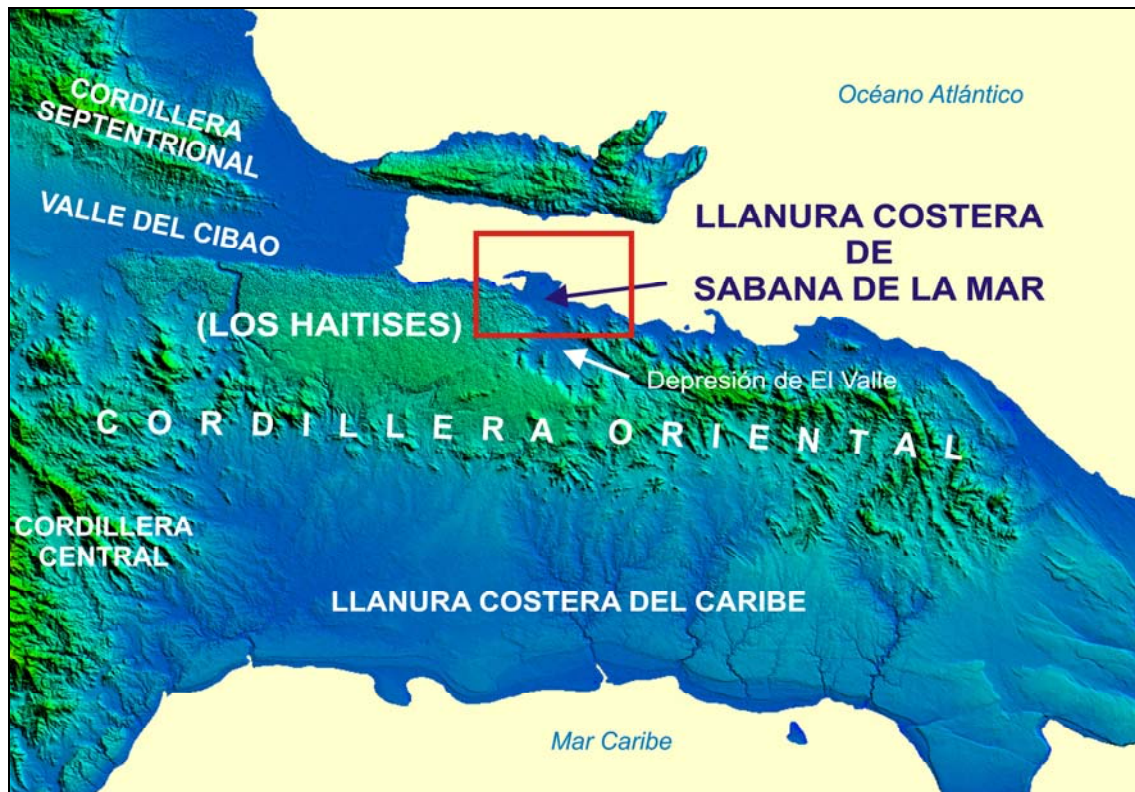 Océano Atlántico
CORDILLERA
SEPTENTRIONAL
VALLE DEL CIBAO
LLANURA COSTERA
DE
SABANA DE LA MAR
(LOS HAITISES)
Depresión de El Valle
CORDILLERA ORIENTAL
CORDILLERA
CENTRAL
LLANURA COSTERA DEL CARIBE
Mar Caribe